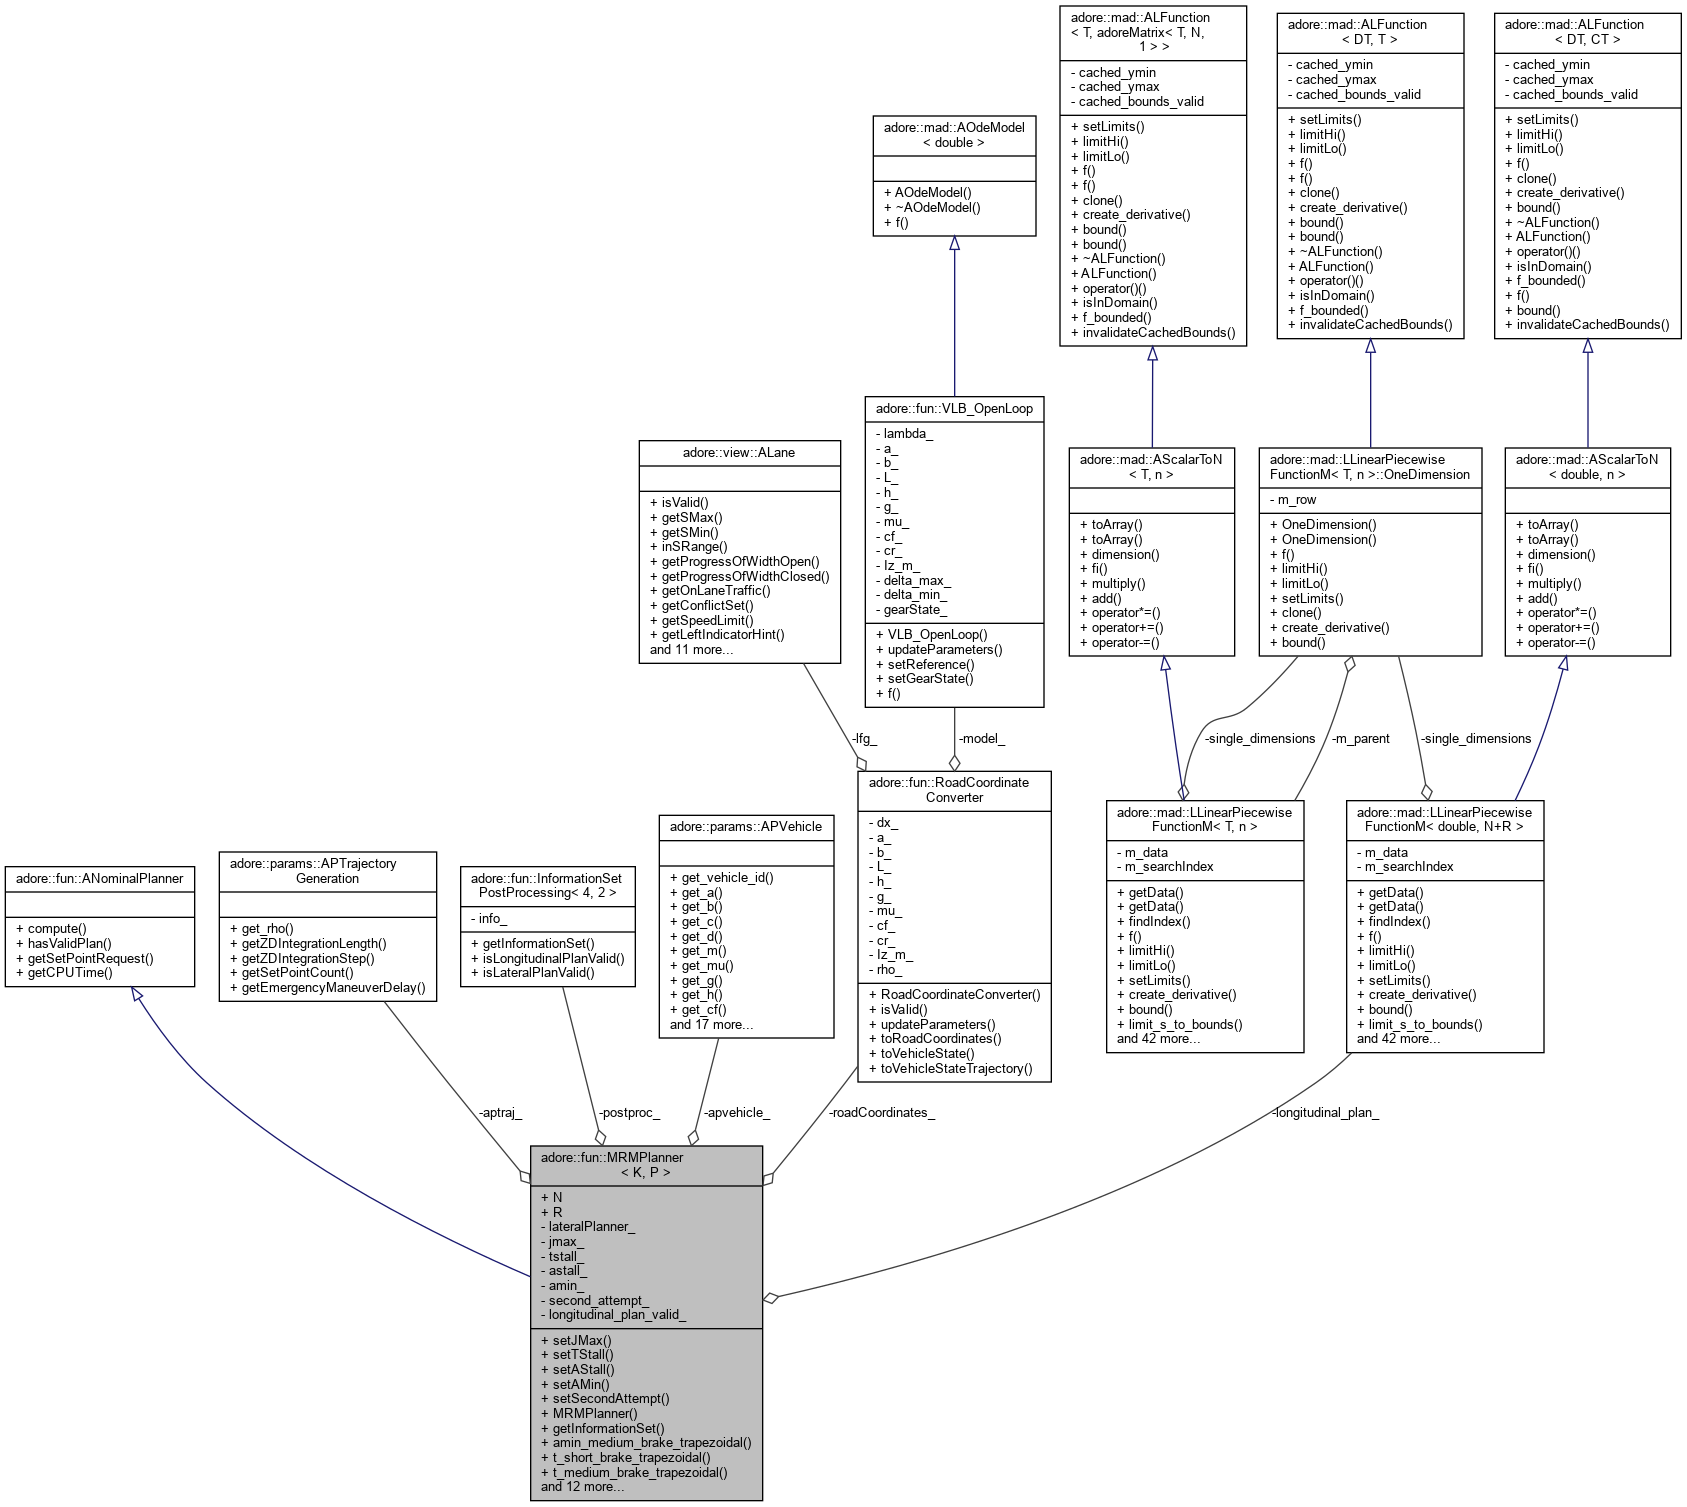 adore::mad::ALFunction
< T, adoreMatrix< T, N,
1 > >
- cached_ymin
- cached_ymax
- cached_bounds_valid
+ setLimits()
+ limitHi()
+ limitLo()
+ f()
+ f()
+ clone()
+ create_derivative()
+ bound()
+ bound()
+ ~ALFunction()
+ ALFunction()
+ operator()()
+ isInDomain()
+ f_bounded()
+ invalidateCachedBounds()
adore::mad::ALFunction
< DT, T >
- cached_ymin
- cached_ymax
- cached_bounds_valid
+ setLimits()
+ limitHi()
+ limitLo()
+ f()
+ f()
+ clone()
+ create_derivative()
+ bound()
+ bound()
+ ~ALFunction()
+ ALFunction()
+ operator()()
+ isInDomain()
+ f_bounded()
+ invalidateCachedBounds()
adore::mad::ALFunction
< DT, CT >
- cached_ymin
- cached_ymax
- cached_bounds_valid
+ setLimits()
+ limitHi()
+ limitLo()
+ f()
+ clone()
+ create_derivative()
+ bound()
+ ~ALFunction()
+ ALFunction()
+ operator()()
+ isInDomain()
+ f_bounded()
+ f()
+ bound()
+ invalidateCachedBounds()
adore::mad::AOdeModel
< double >
+ AOdeModel()
+ ~AOdeModel()
+ f()
adore::view::ALane
+ isValid()
+ getSMax()
+ getSMin()
+ inSRange()
+ getProgressOfWidthOpen()
+ getProgressOfWidthClosed()
+ getOnLaneTraffic()
+ getConflictSet()
+ getSpeedLimit()
+ getLeftIndicatorHint()
and 11 more...
adore::fun::VLB_OpenLoop
- lambda_
- a_
- b_
- L_
- h_
- g_
- mu_
- cf_
- cr_
- Iz_m_
- delta_max_
- delta_min_
- gearState_
+ VLB_OpenLoop()
+ updateParameters()
+ setReference()
+ setGearState()
+ f()
adore::mad::AScalarToN
< T, n >
+ toArray()
+ toArray()
+ dimension()
+ fi()
+ multiply()
+ add()
+ operator*=()
+ operator+=()
+ operator-=()
adore::mad::LLinearPiecewise
FunctionM< T, n >::OneDimension
- m_row
+ OneDimension()
+ OneDimension()
+ f()
+ limitHi()
+ limitLo()
+ setLimits()
+ clone()
+ create_derivative()
+ bound()
adore::mad::AScalarToN
< double, n >
+ toArray()
+ toArray()
+ dimension()
+ fi()
+ multiply()
+ add()
+ operator*=()
+ operator+=()
+ operator-=()
-lfg_
-model_
-single_dimensions
-m_parent
-single_dimensions
adore::fun::ANominalPlanner
+ compute()
+ hasValidPlan()
+ getSetPointRequest()
+ getCPUTime()
adore::params::APTrajectory
Generation
+ get_rho()
+ getZDIntegrationLength()
+ getZDIntegrationStep()
+ getSetPointCount()
+ getEmergencyManeuverDelay()
adore::fun::InformationSet
PostProcessing< 4, 2 >
- info_
+ getInformationSet()
+ isLongitudinalPlanValid()
+ isLateralPlanValid()
adore::params::APVehicle
+ get_vehicle_id()
+ get_a()
+ get_b()
+ get_c()
+ get_d()
+ get_m()
+ get_mu()
+ get_g()
+ get_h()
+ get_cf()
and 17 more...
adore::fun::RoadCoordinate
Converter
- dx_
- a_
- b_
- L_
- h_
- g_
- mu_
- cf_
- cr_
- Iz_m_
- rho_
+ RoadCoordinateConverter()
+ isValid()
+ updateParameters()
+ toRoadCoordinates()
+ toVehicleState()
+ toVehicleStateTrajectory()
adore::mad::LLinearPiecewise
FunctionM< T, n >
- m_data
- m_searchIndex
+ getData()
+ getData()
+ findIndex()
+ f()
+ limitHi()
+ limitLo()
+ setLimits()
+ create_derivative()
+ bound()
+ limit_s_to_bounds()
and 42 more...
adore::mad::LLinearPiecewise
FunctionM< double, N+R >
- m_data
- m_searchIndex
+ getData()
+ getData()
+ findIndex()
+ f()
+ limitHi()
+ limitLo()
+ setLimits()
+ create_derivative()
+ bound()
+ limit_s_to_bounds()
and 42 more...
-aptraj_
-postproc_
-apvehicle_
-roadCoordinates_
-longitudinal_plan_
adore::fun::MRMPlanner
< K, P >
+ N
+ R
- lateralPlanner_
- jmax_
- tstall_
- astall_
- amin_
- second_attempt_
- longitudinal_plan_valid_
+ setJMax()
+ setTStall()
+ setAStall()
+ setAMin()
+ setSecondAttempt()
+ MRMPlanner()
+ getInformationSet()
+ amin_medium_brake_trapezoidal()
+ t_short_brake_trapezoidal()
+ t_medium_brake_trapezoidal()
and 12 more...